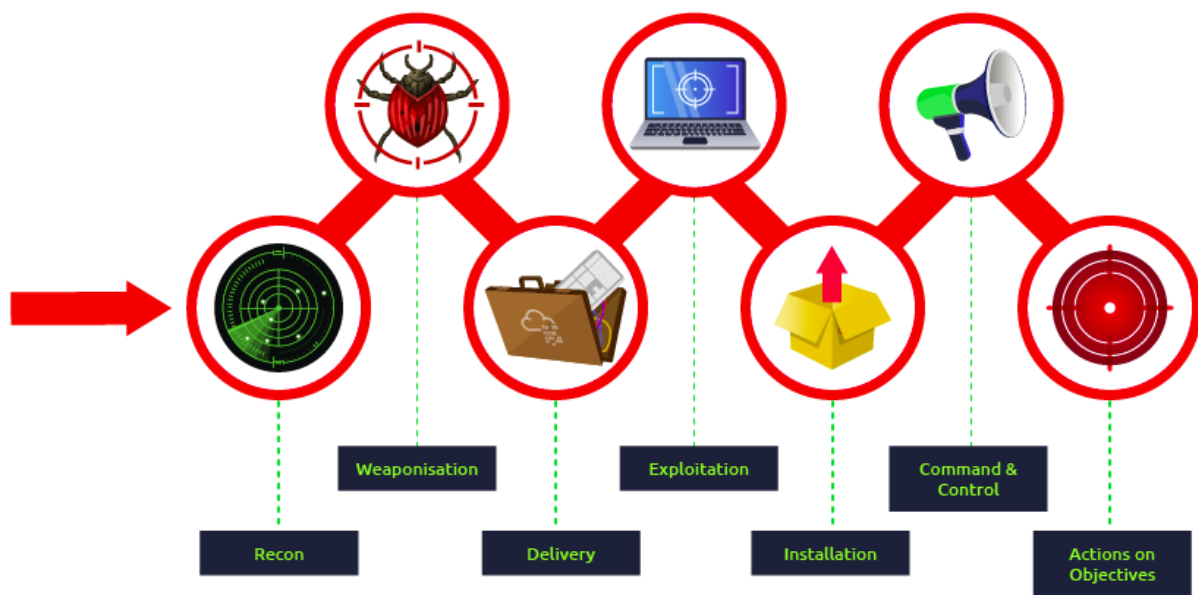 Weaponisation
Exploitation
Command &
Control
Recon
Delivery
Installation
Actions on
Objectives